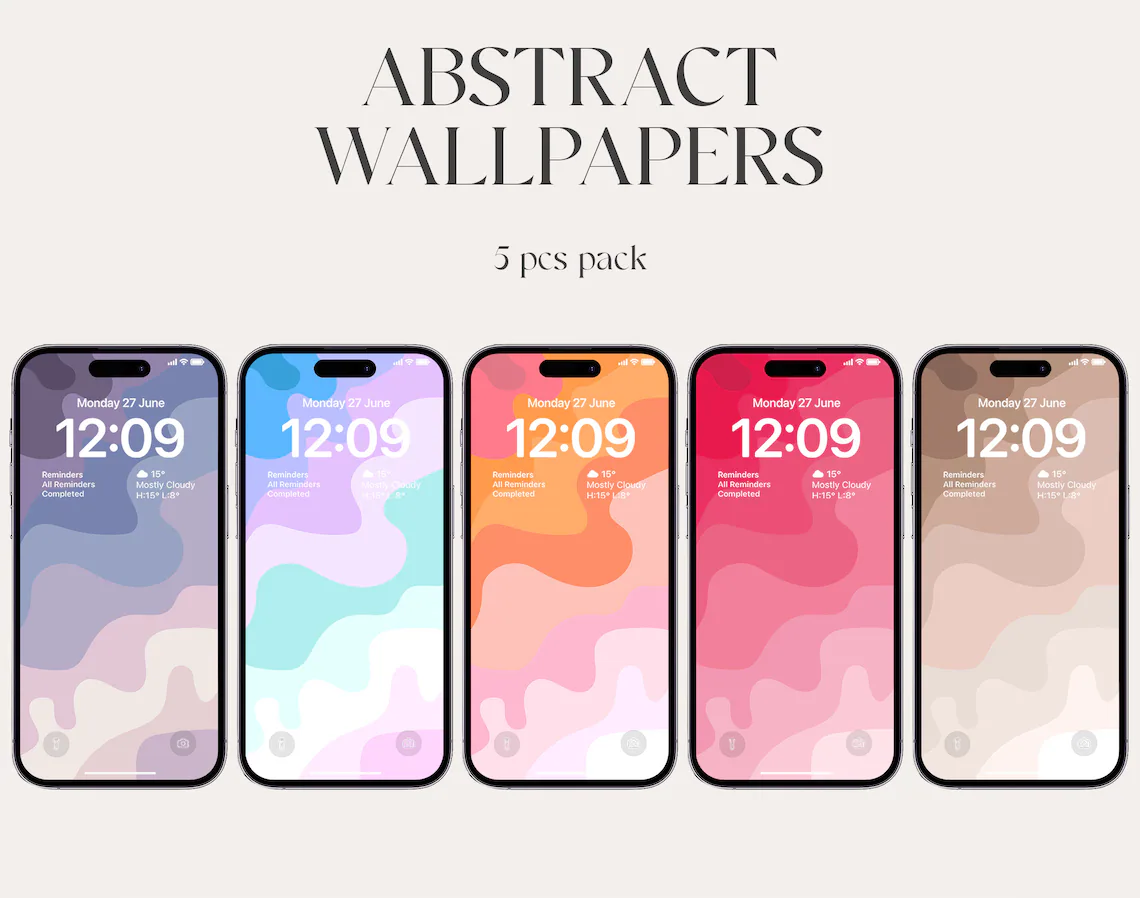 ABSTRACT
WALLPAPERS
5 pcs pack
Monday 27 June
12:09
Reminders
All Reminders
Completed
15°
Mostly Cloudy
H:15° L:8°
Monday 27 June
12:09
Reminders
All Reminders
Completed
15°
Mostly Cloudy
H:15° L:8°
Monday 27 June
12:09
Reminders
All Reminders
Completed
15°
Mostly Cloudy
H:15° L:8°
Monday 27 June
12:09
Reminders
All Reminders
Completed
15°
Mostly Cloudy
H:15° L:8°
Monday 27 June
12:09
Reminders
All Reminders
Completed
15°
Mostly Cloudy
H:15° L:8°